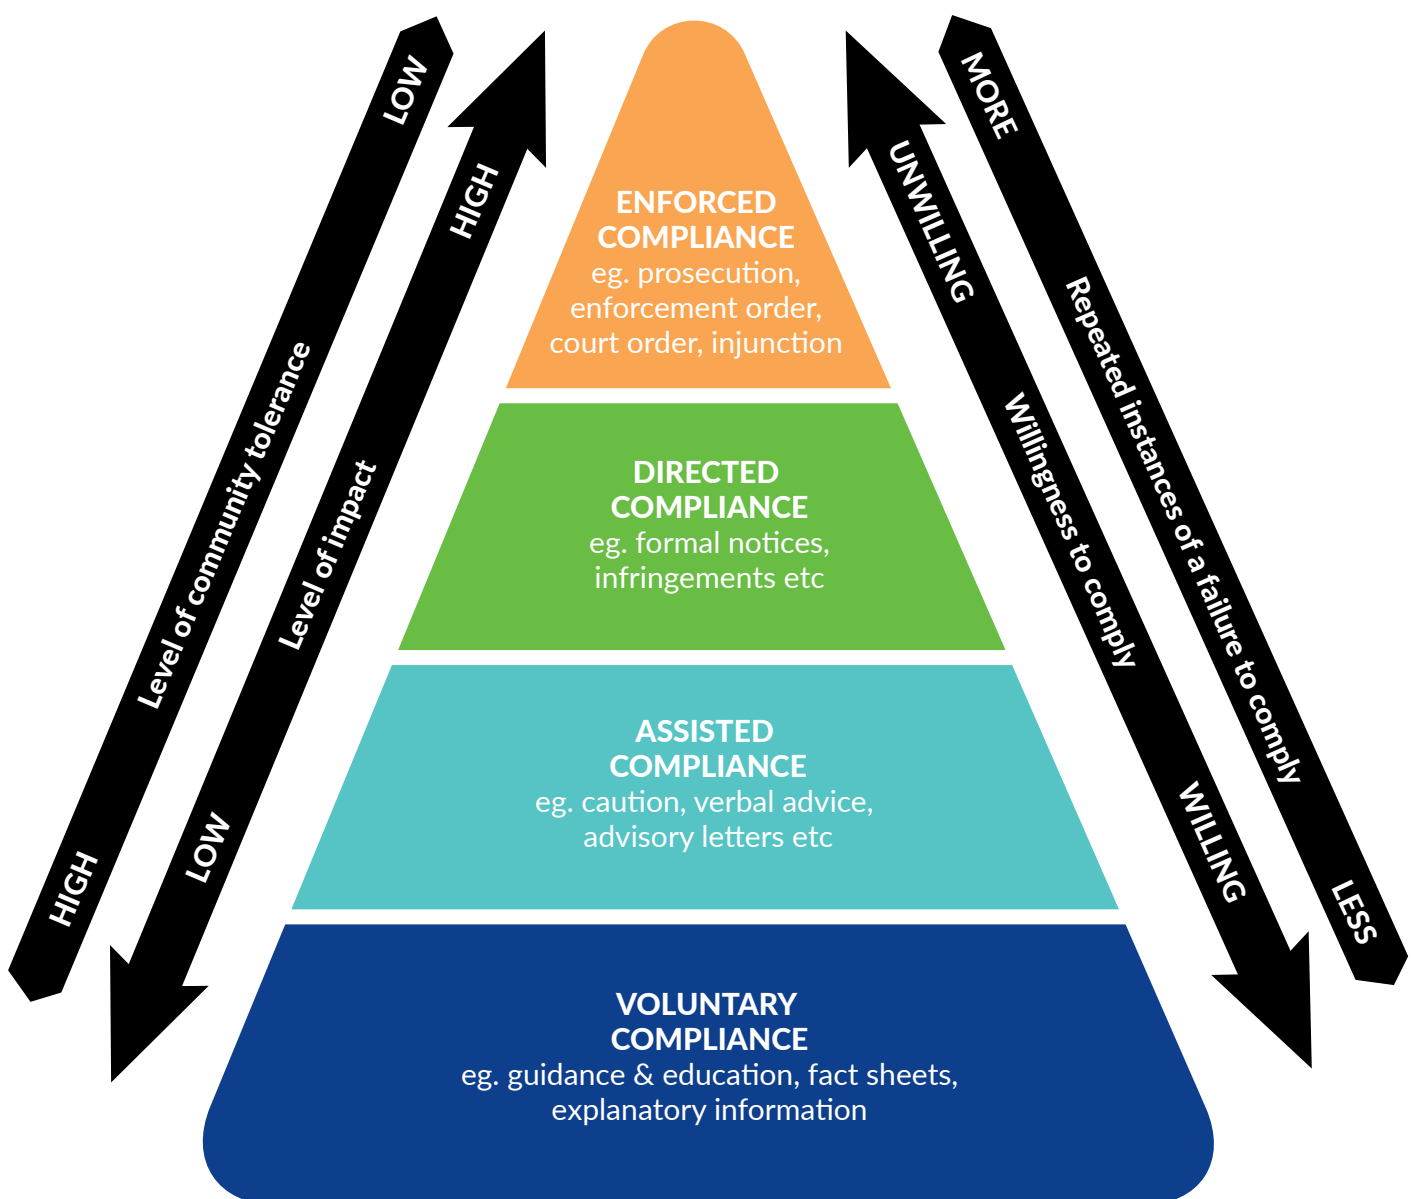 LOW
Level of community tolerance
HIGH
HIGH
Level of impact
LOW
ENFORCED
COMPLIANCE
eg. prosecution,
enforcement order,
court order, injunction
DIRECTED
COMPLIANCE
eg. formal notices,
infringements etc
ASSISTED
COMPLIANCE
eg. caution, verbal advice,
advisory letters etc
VOLUNTARY
COMPLIANCE
eg. guidance & education, fact sheets,
explanatory information
UNWILLING
Willingness to comply
WILLING
MORE
Repeated instances of a failure to comply
LESS